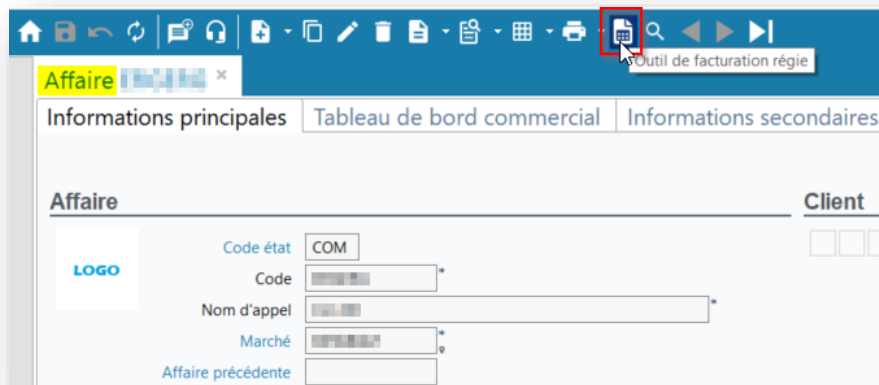 Outil de facturation régie
Affaire
Informations principales
Tableau de bord commercial
Informations secondaires
Affaire
Client
LOGO
Code état COM
Code *
Nom d'appel *
Marché *
Affaire précédente